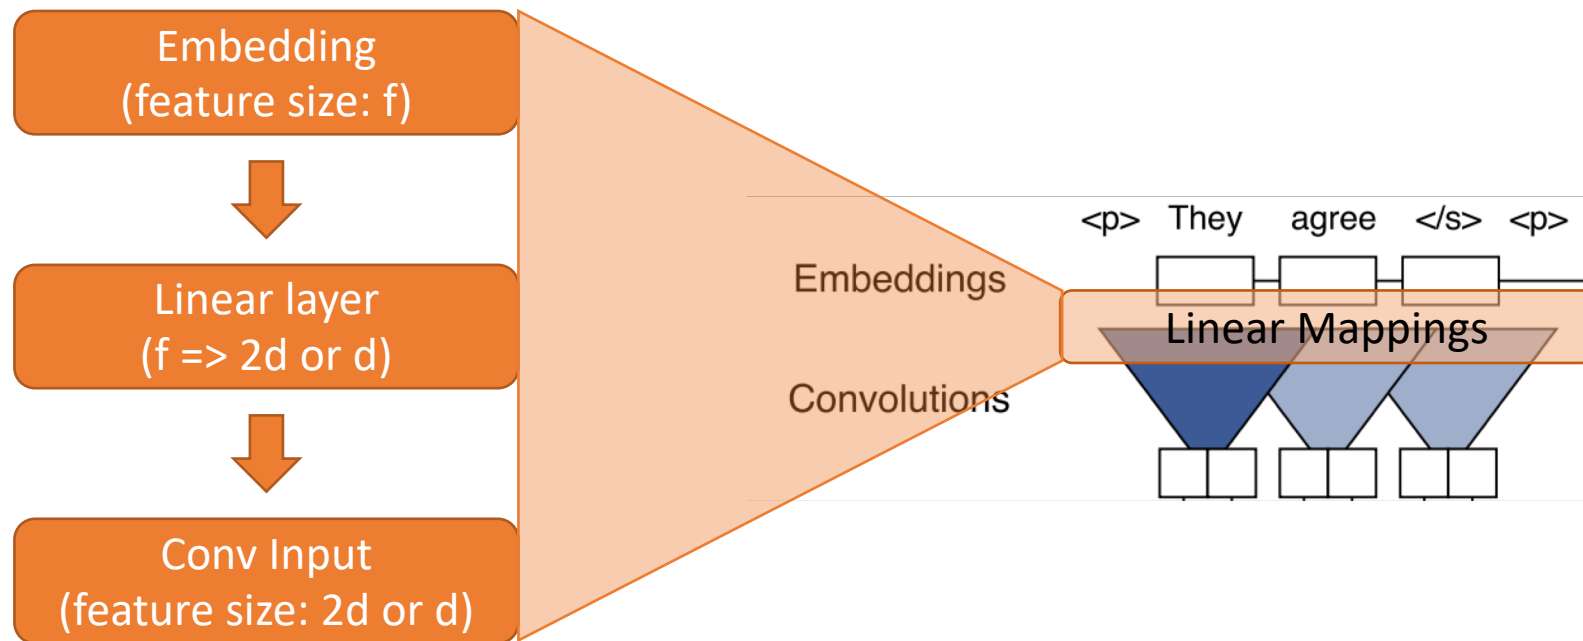 Embedding
(feature size: f)
Linear layer
(f => 2d or d)
Conv Input
(feature size: 2d or d)
<p> They agree </s> <p>
Embeddings
Linear Mappings
Convolutions